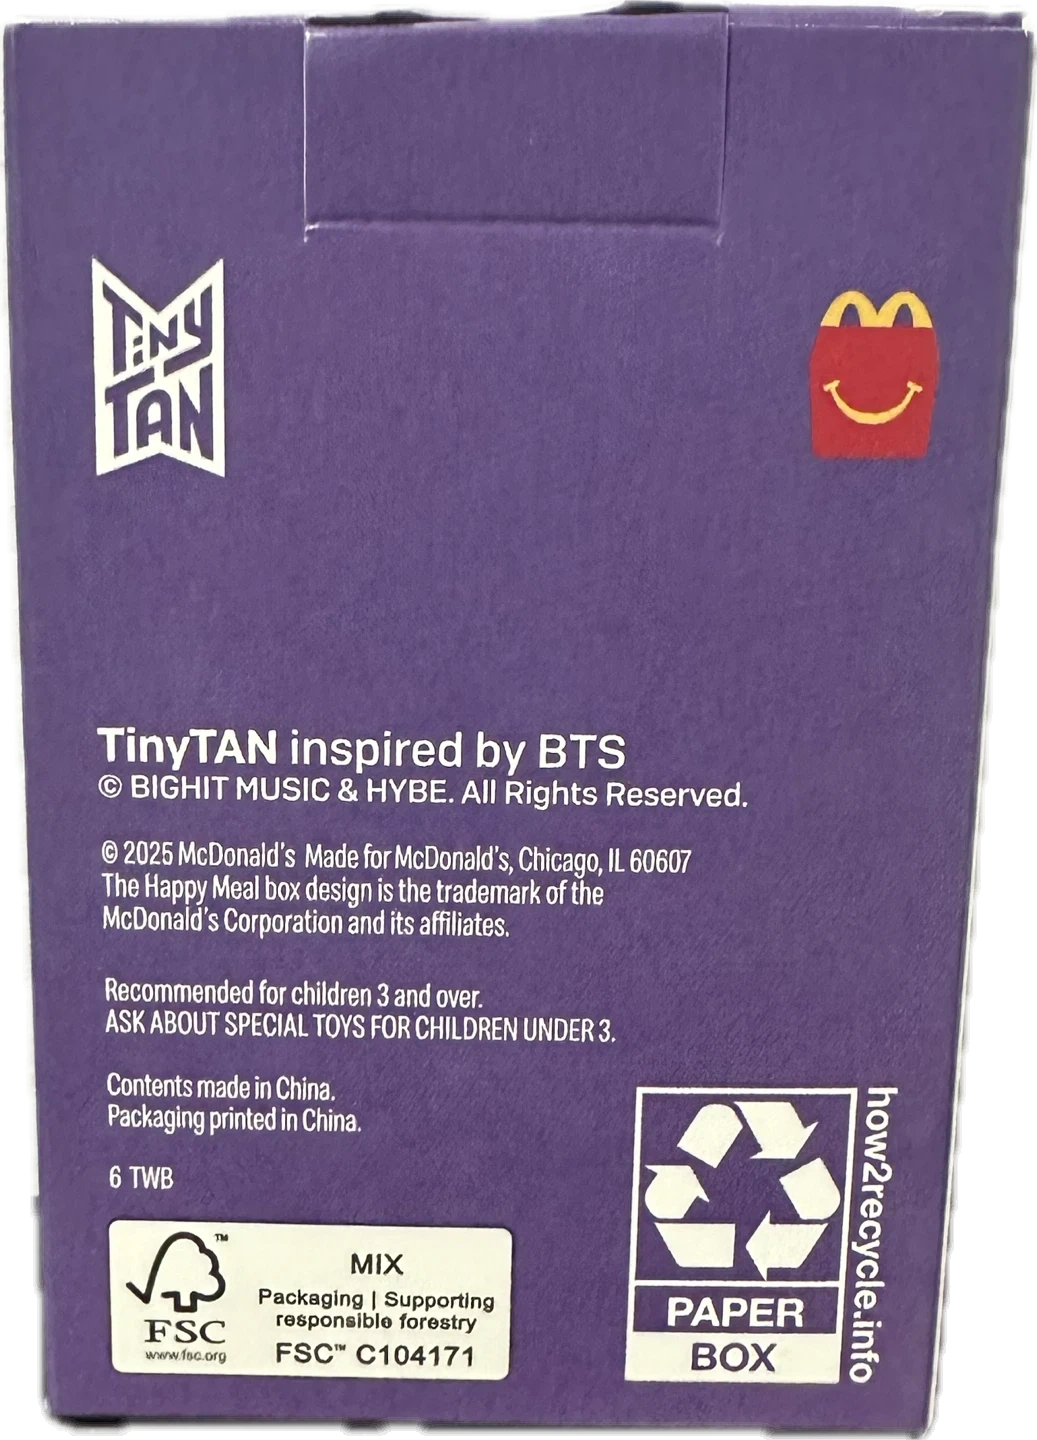 TiNY
TAN
TinyTAN inspired by BTS
© BIGHIT MUSIC & HYBE. All Rights Reserved.
© 2025 McDonald's Made for McDonald's, Chicago, IL 60607
The Happy Meal box design is the trademark of the
McDonald's Corporation and its affiliates.
Recommended for children 3 and over.
ASK ABOUT SPECIAL TOYS FOR CHILDREN UNDER 3.
Contents made in China.
Packaging printed in China.
6 TWB
FSC™
www.fsc.org
MIX
Packaging | Supporting
responsible forestry
FSC™ C104171
PAPER
BOX
how2recycle.info